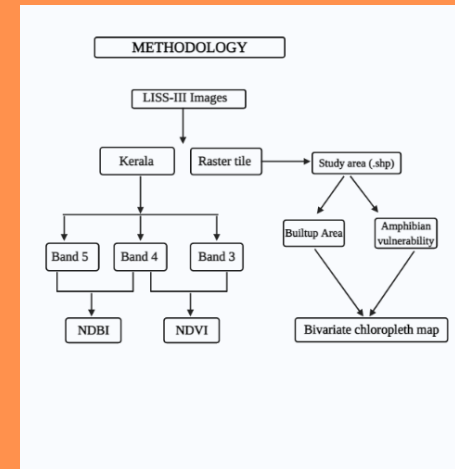 METHODOLOGY
LISS-III Images
Kerala
Raster tile
Study area (.shp)
Builtup Area
Amphibian
vulnerability
Band 5
Band 4
Band 3
NDBI
NDVI
Bivariate chloropleth map